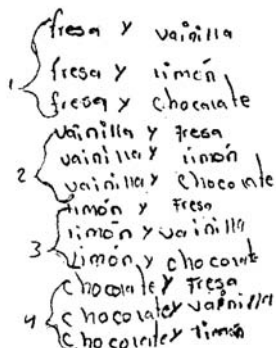 fresa y vainilla
fresa y limón
1 fresa y chocolate
vainilla y fresa
vainilla y limón
2 vainilla y chocolate
limón y fresa
3 limón y vainilla
limón y chocolate
chocolate y fresa
4 chocolate y vainilla
chocolate y limón